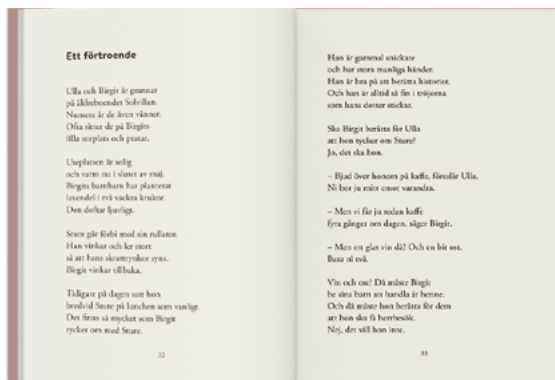 Ett förtroende
Ulla och Birgit är grannar
på äldreboendet Solvillan.
Numera är de även vänner.
Ofta sitter de på Birgits
lilla uteplats och pratar.
Uteplatsen är solig
och varm nu i slutet av maj.
Birgits barnbarn har planterat
lavendel i två vackra krukor.
Den doftar ljuvligt.
Sture går förbi med sin rullator.
Han vinkar och ler stort
så att hans skrattrynkor syns.
Birgit vinkar tillbaka.
Tidigare på dagen satt hon
bredvid Sture på lunchen som vanligt.
Det finns så mycket som Birgit
tycker om med Sture.
32
Han är gammal snickare
och har stora manliga händer.
Han är bra på att berätta historier.
Och han är alltid så fin i tröjorna
som hans dotter stickar.
Ska Birgit berätta för Ulla
att hon tycker om Sture?
Ja, det ska hon.
– Bjud över honom på kaffe, föreslår Ulla.
Ni bor ju mitt emot varandra.
– Men vi får ju redan kaffe
fyra gånger om dagen, säger Birgit.
– Men ett glas vin då? Och en bit ost.
Bara ni två.
Vin och ost? Då måste Birgit
be sina barn att handla åt henne.
Och då måste hon berätta för dem
att hon ska få herrbesök.
Nej, det vill hon inte.
33